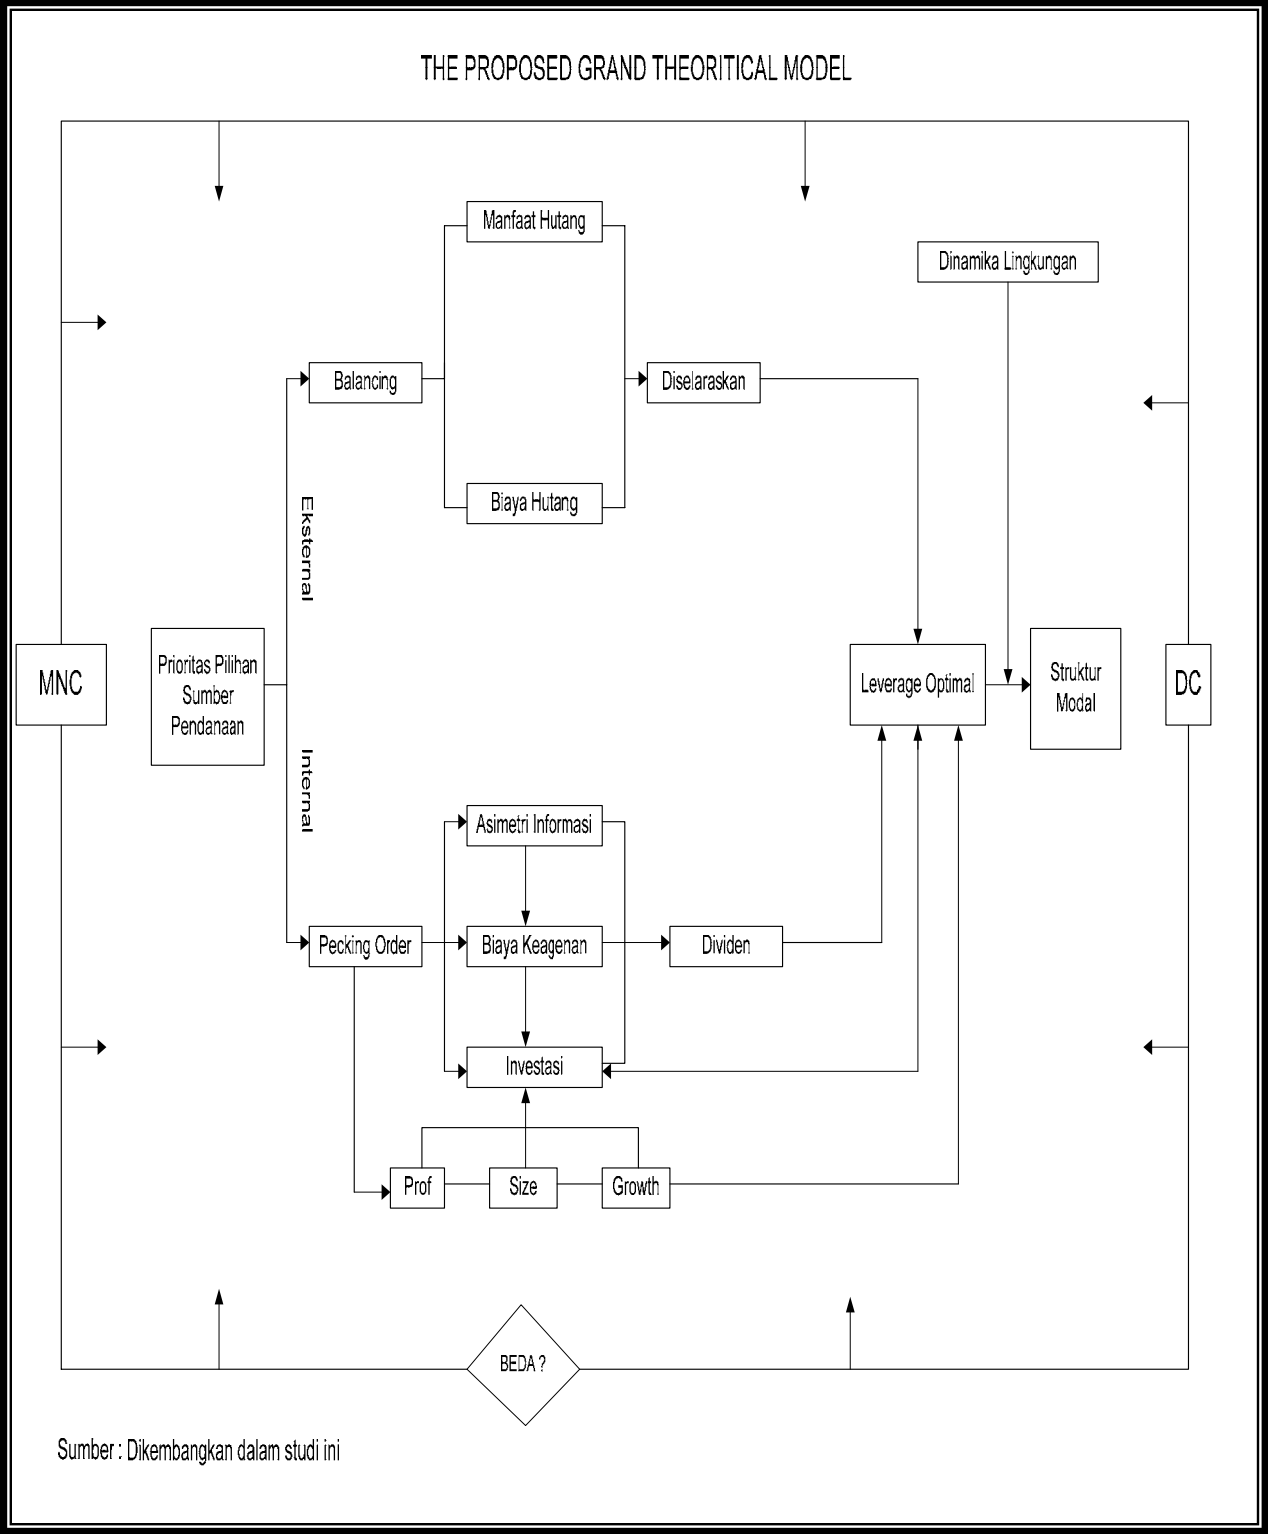 THE PROPOSED GRAND THEORITICAL MODEL
Manfaat Hutang
Dinamika Lingkungan
Balancing
Diselaraskan
Biaya Hutang
Eksternal
MNC
Prioritas Pilihan
Sumber
Pendanaan
Leverage Optimal
Struktur
Modal
DC
Internal
Asimetri Informasi
Pecking Order
Biaya Keagenan
Dividen
Investasi
Prof
Size
Growth
BEDA ?
Sumber : Dikembangkan dalam studi ini